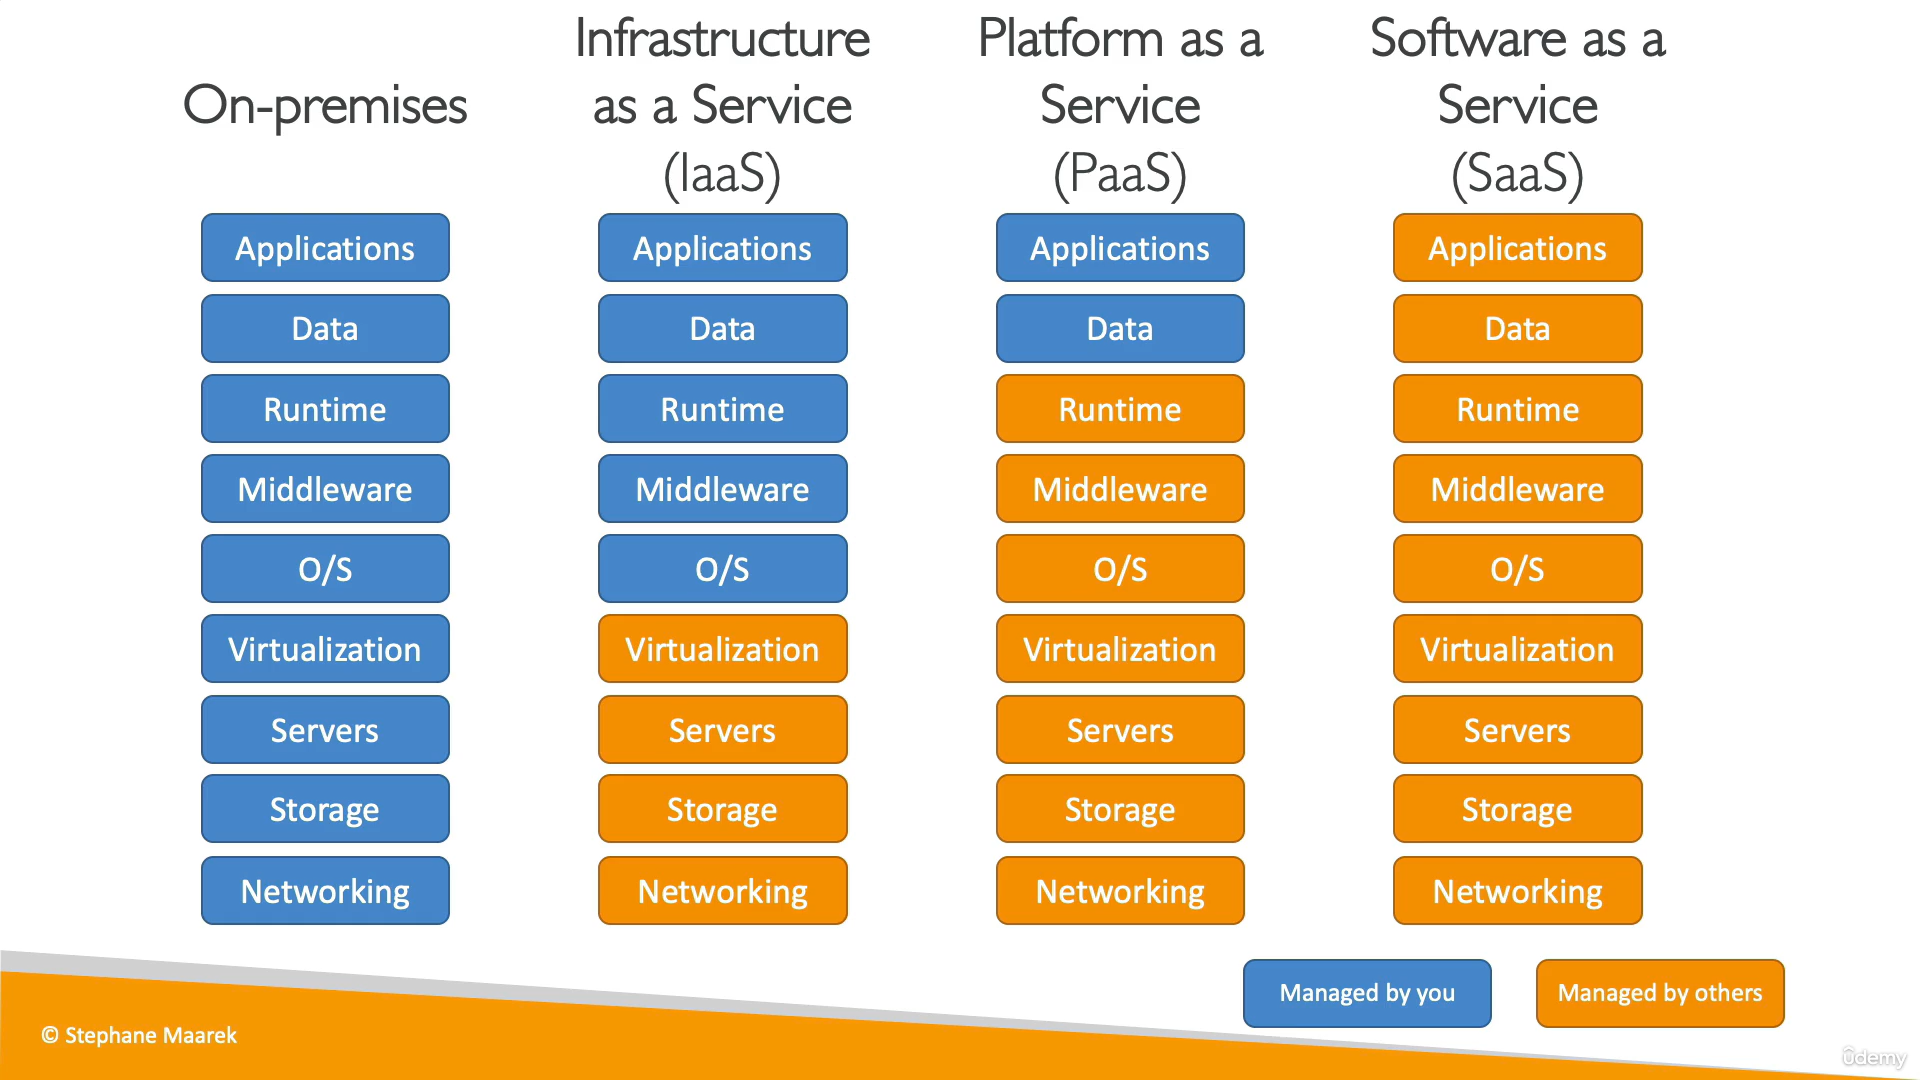 On-premises
Infrastructure
as a Service
(IaaS)
Platform as a
Service
(PaaS)
Software as a
Service
(SaaS)
Applications
Data
Runtime
Middleware
O/S
Virtualization
Servers
Storage
Networking
Applications
Data
Runtime
Middleware
O/S
Virtualization
Servers
Storage
Networking
Applications
Data
Runtime
Middleware
O/S
Virtualization
Servers
Storage
Networking
Applications
Data
Runtime
Middleware
O/S
Virtualization
Servers
Storage
Networking
Managed by you
Managed by others
© Stephane Maarek
ûdemy